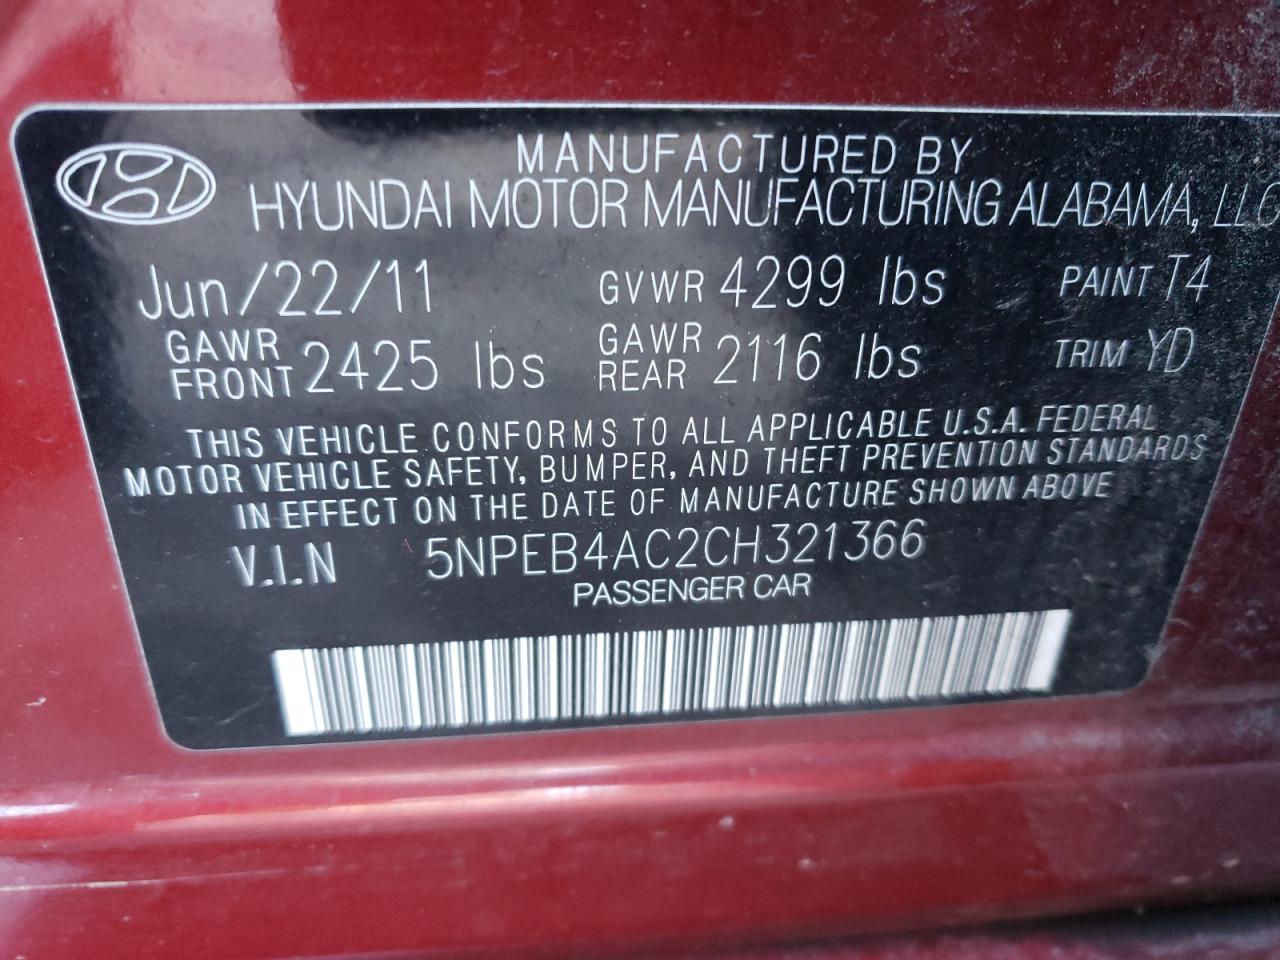 MANUFACTURED BY
HYUNDAI MOTOR MANUFACTURING ALABAMA, LLC
Jun/22/11 GVWR 4299 lbs PAINT T4
GAWR FRONT 2425 lbs GAWR REAR 2116 lbs TRIM YD
THIS VEHICLE CONFORMS TO ALL APPLICABLE U.S.A. FEDERAL
MOTOR VEHICLE SAFETY, BUMPER, AND THEFT PREVENTION STANDARDS
IN EFFECT ON THE DATE OF MANUFACTURE SHOWN ABOVE
V.I.N 5NPEB4AC2CH321366
PASSENGER CAR